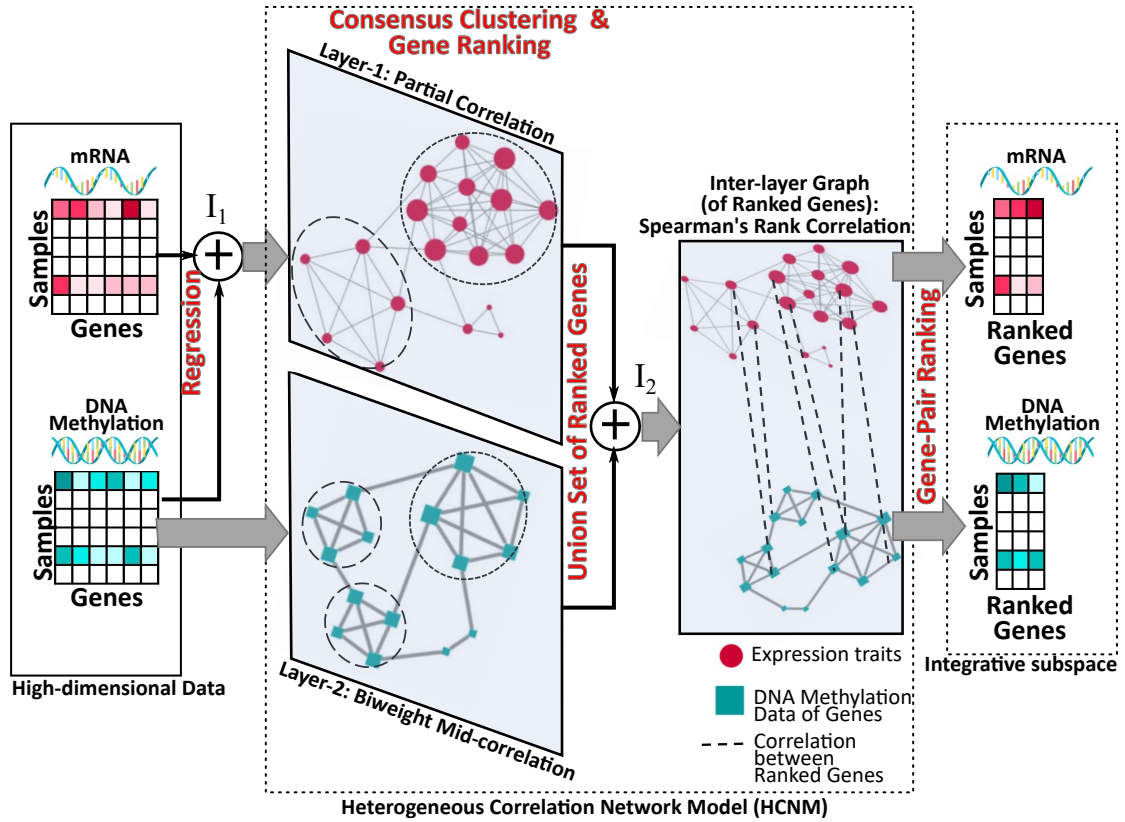 Consensus Clustering &
Gene Ranking
Layer-1: Partial Correlation
mRNA
Samples
Genes
I1
Regression
DNA
Methylation
Samples
Genes
High-dimensional Data
Layer-2: Biweight Mid-correlation
Union Set of Ranked Genes
I2
Inter-layer Graph
(of Ranked Genes):
Spearman's Rank Correlation
Gene-Pair Ranking
mRNA
Samples
Ranked
Genes
DNA
Methylation
Samples
Ranked
Genes
Integrative subspace
Expression traits
DNA Methylation
Data of Genes
Correlation
between
Ranked Genes
Heterogeneous Correlation Network Model (HCNM)